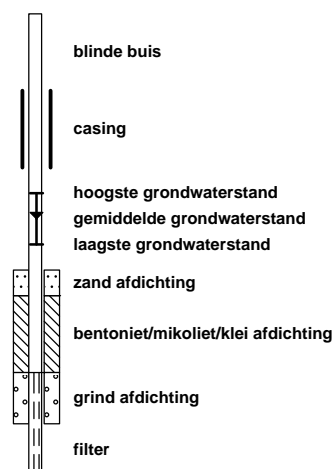 blinde buis
casing
hoogste grondwaterstand
gemiddelde grondwaterstand
laagste grondwaterstand
zand afdichting
bentoniet/mikoliet/klei afdichting
grind afdichting
filter